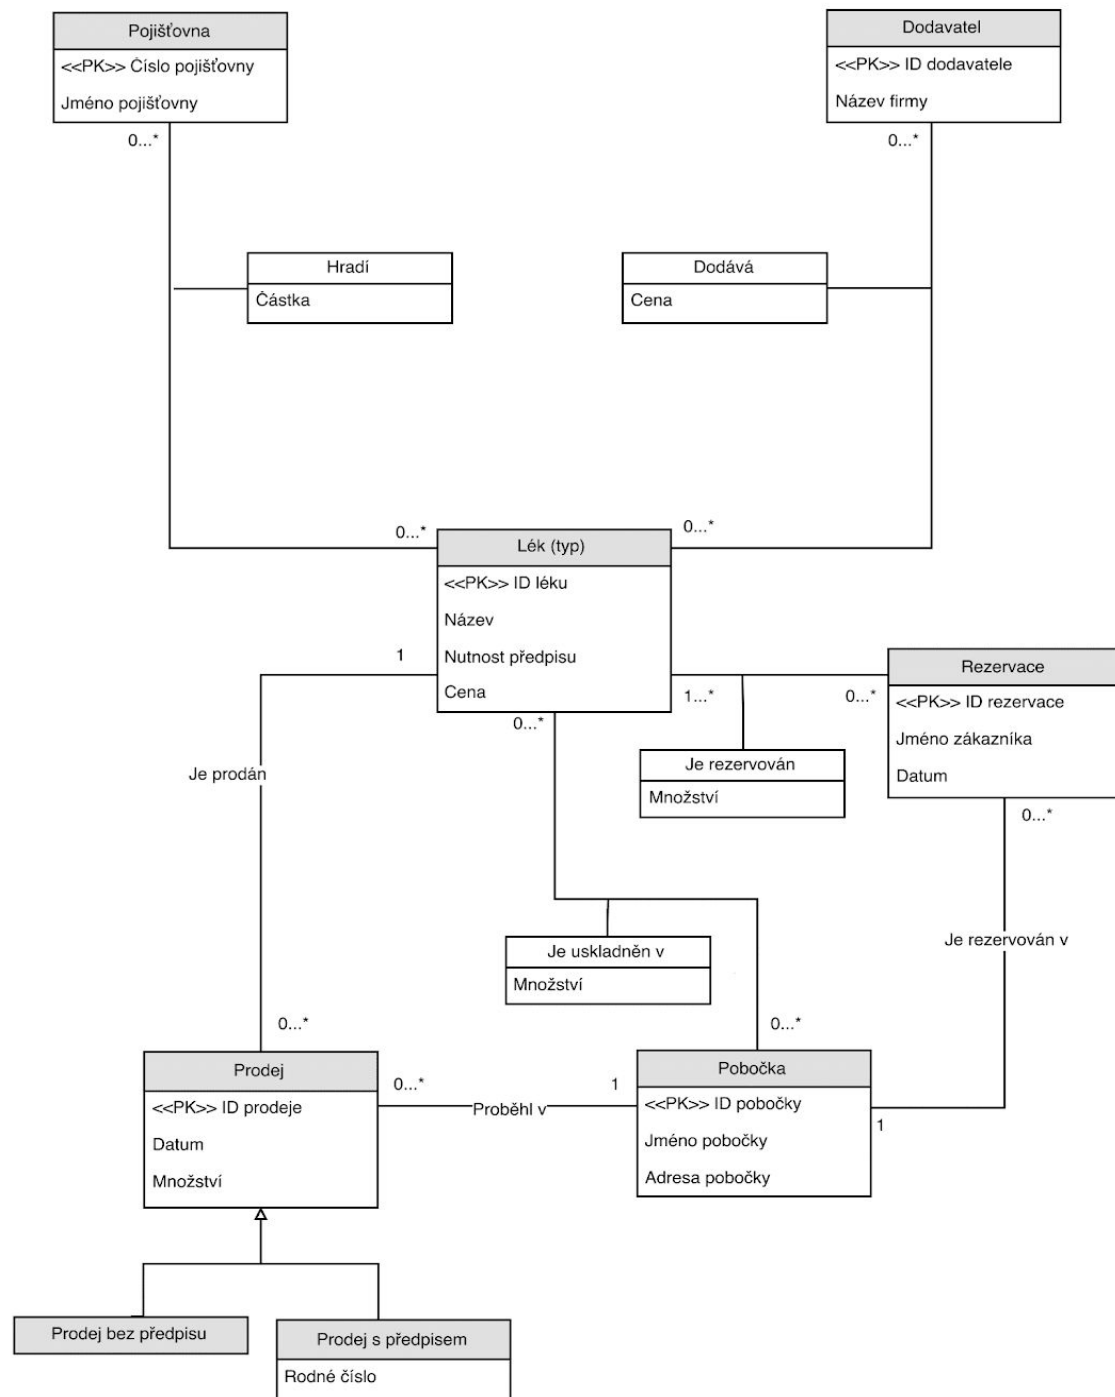 Pojišťovna
<<PK>> Číslo pojišťovny
Jméno pojišťovny
0...*
Dodavatel
<<PK>> ID dodavatele
Název firmy
0...*
Hradí
Částka
Dodává
Cena
0...*
0...*
Lék (typ)
<<PK>> ID léku
Název
Nutnost předpisu
Cena
1
0...*
1...*
0...*
Rezervace
<<PK>> ID rezervace
Jméno zákazníka
Datum
0...*
Je prodán
Je rezervován
Množství
Je uskladněn v
Množství
Je rezervován v
0...*
0...*
Prodej
<<PK>> ID prodeje
Datum
Množství
0...*
Proběhl v
1
Pobočka
<<PK>> ID pobočky
Jméno pobočky
Adresa pobočky
1
Prodej bez předpisu
Prodej s předpisem
Rodné číslo